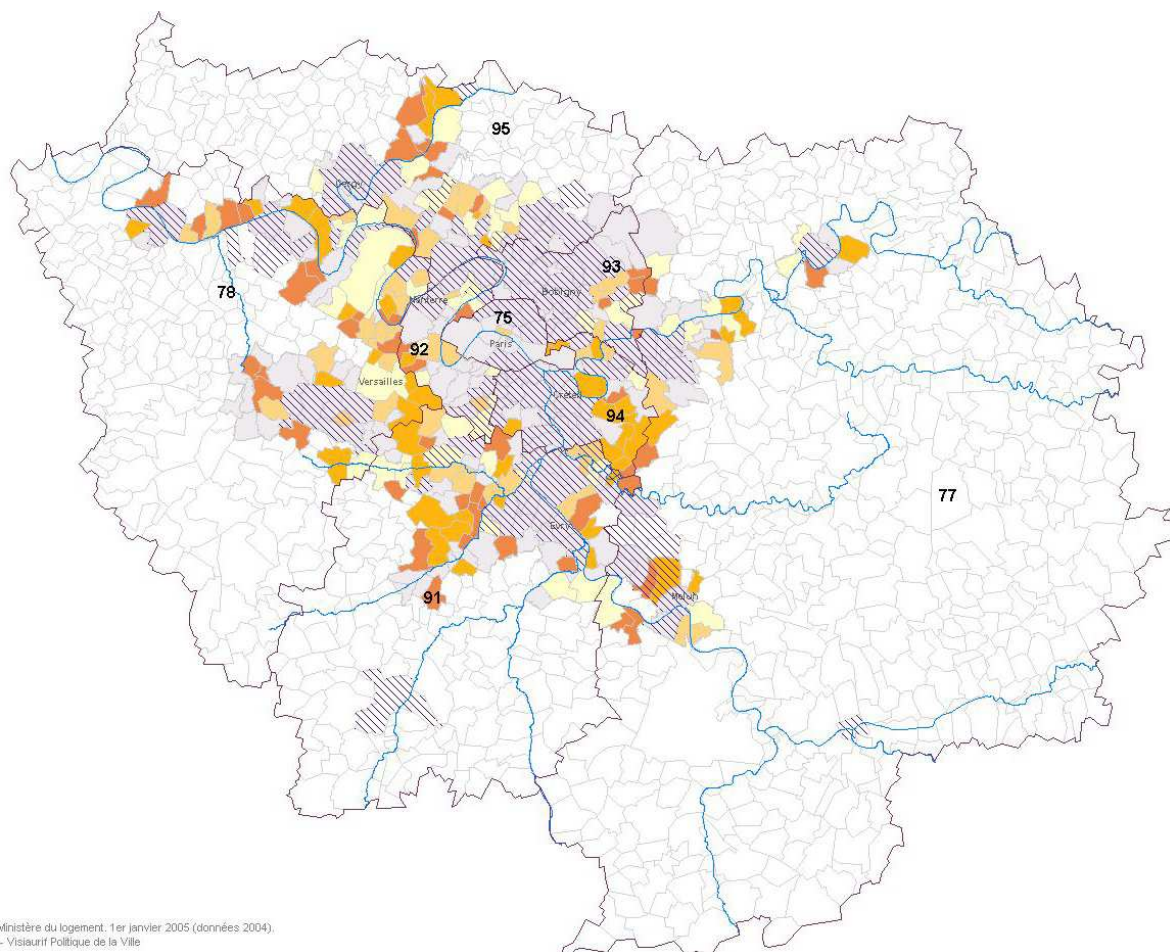 95
Cergy
78
93
Nanterre
Bobigny
75
Paris
92
Versailles
Créteil
94
77
Evry
91
Melun
Ministère du logement. 1er janvier 2005 (données 2004).
- Visiaurif Politique de la Ville